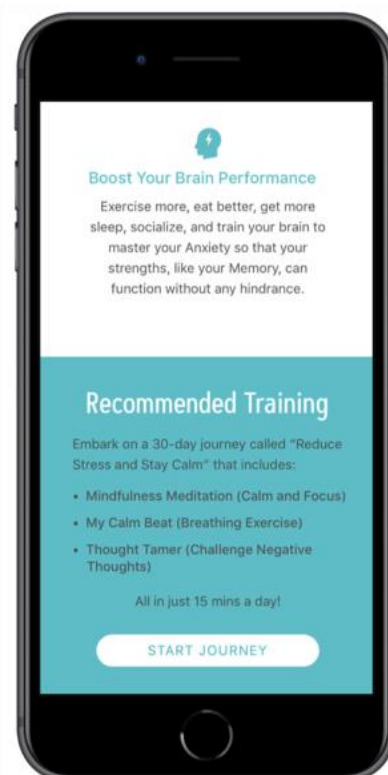 Boost Your Brain Performance
Exercise more, eat better, get more
sleep, socialize, and train your brain to
master your Anxiety so that your
strengths, like your Memory, can
function without any hindrance.
Recommended Training
Embark on a 30-day journey called "Reduce
Stress and Stay Calm" that includes:
• Mindfulness Meditation (Calm and Focus)
• My Calm Beat (Breathing Exercise)
• Thought Tamer (Challenge Negative
Thoughts)
All in just 15 mins a day!
START JOURNEY